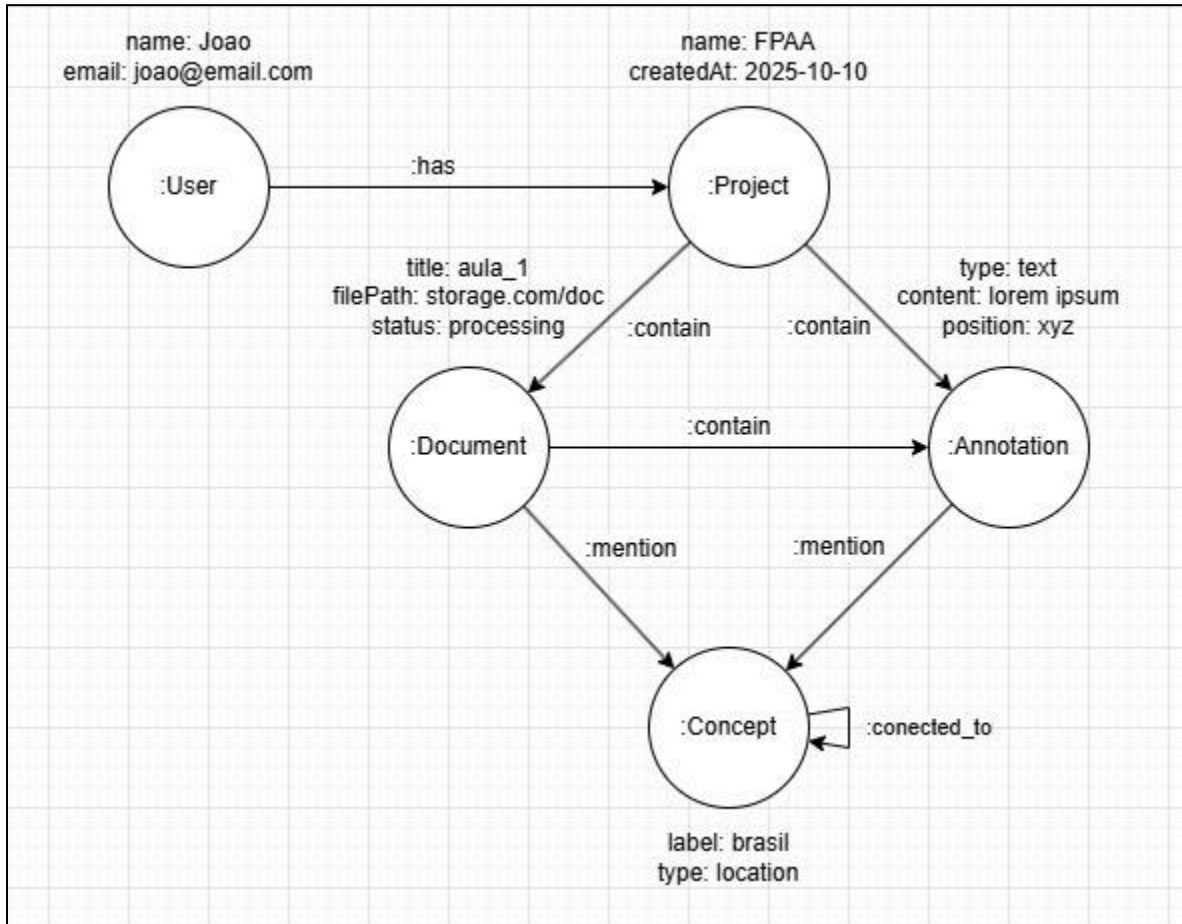 name: Joao
email: joao@email.com
name: FPAA
createdAt: 2025-10-10
:User
:has
:Project
title: aula_1
filePath: storage.com/doc
status: processing
type: text
content: lorem ipsum
position: xyz
:contain
:contain
:Document
:contain
:Annotation
:mention
:mention
:Concept
:conected_to
label: brasil
type: location